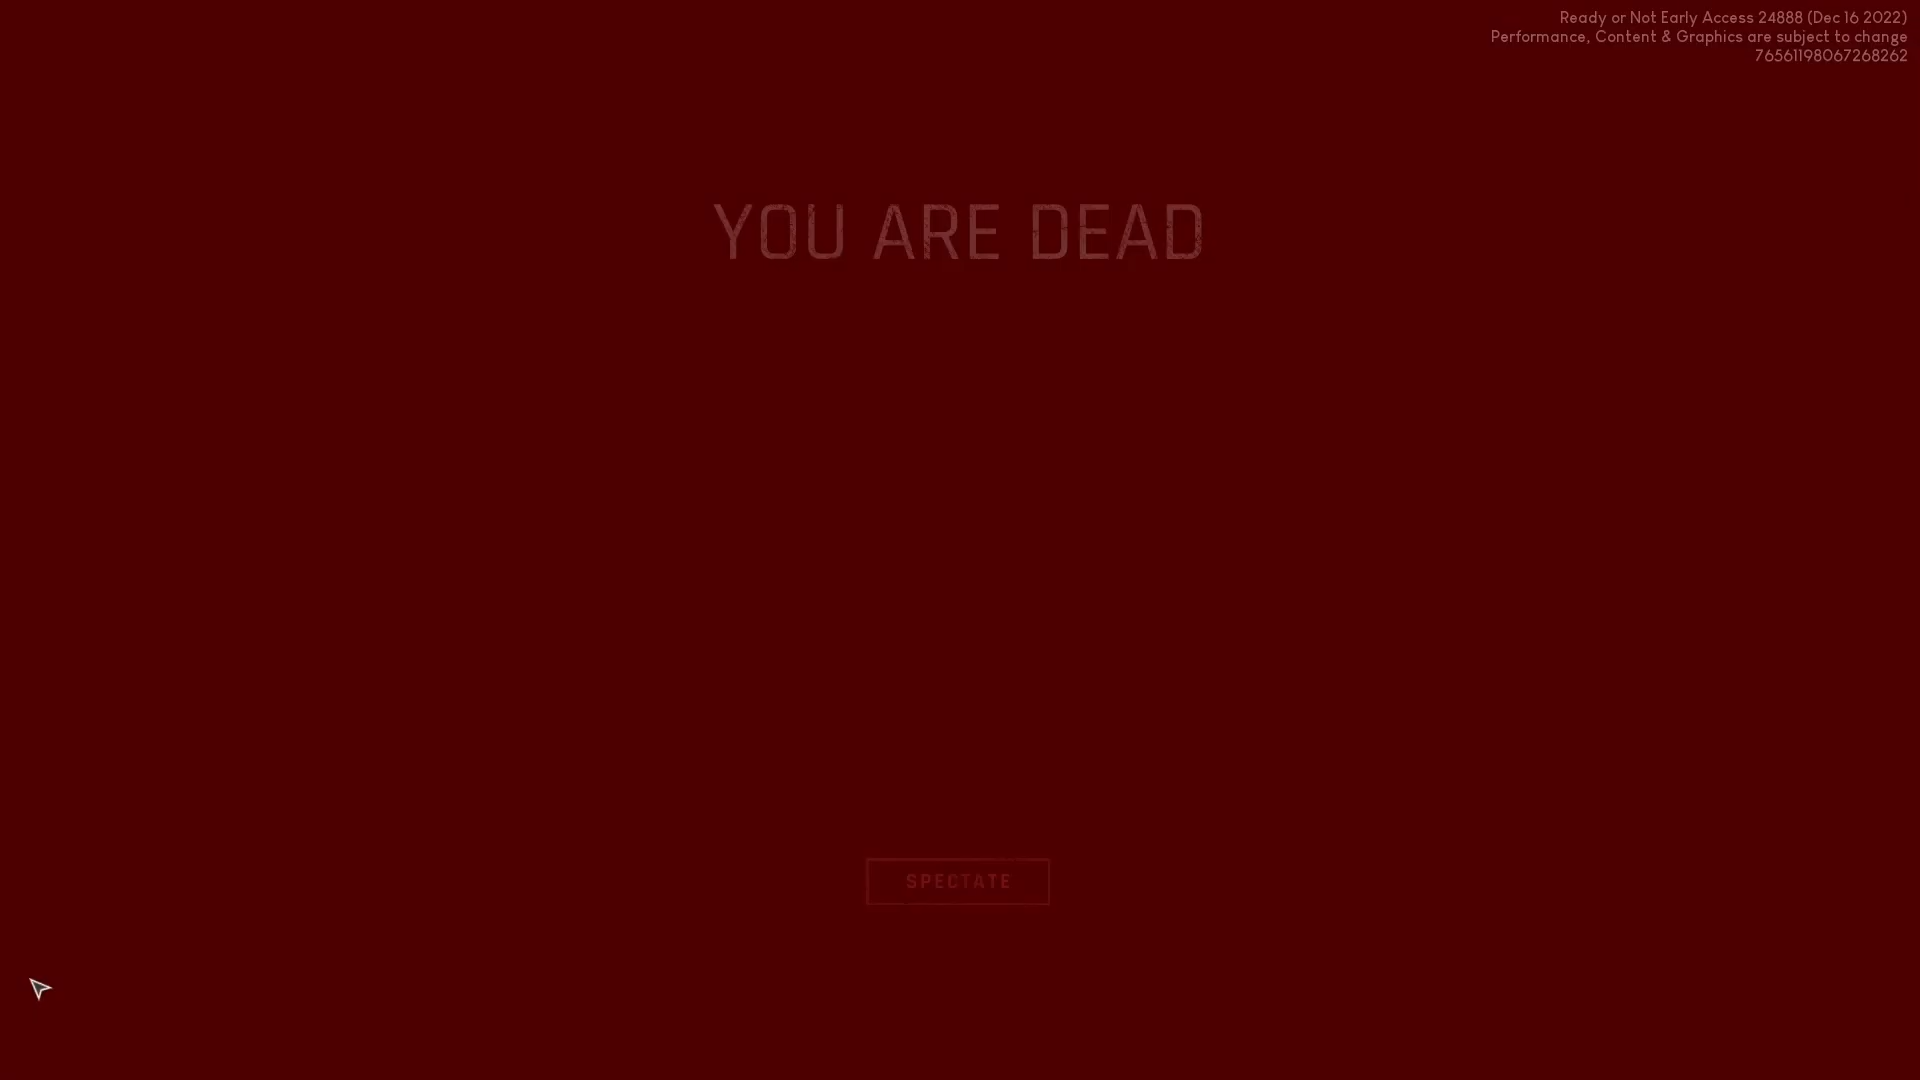 Ready or Not Early Access 24888 (Dec 16 2022)
Performance, Content & Graphics are subject to change
76561198067268262
YOU ARE DEAD
SPECTATE